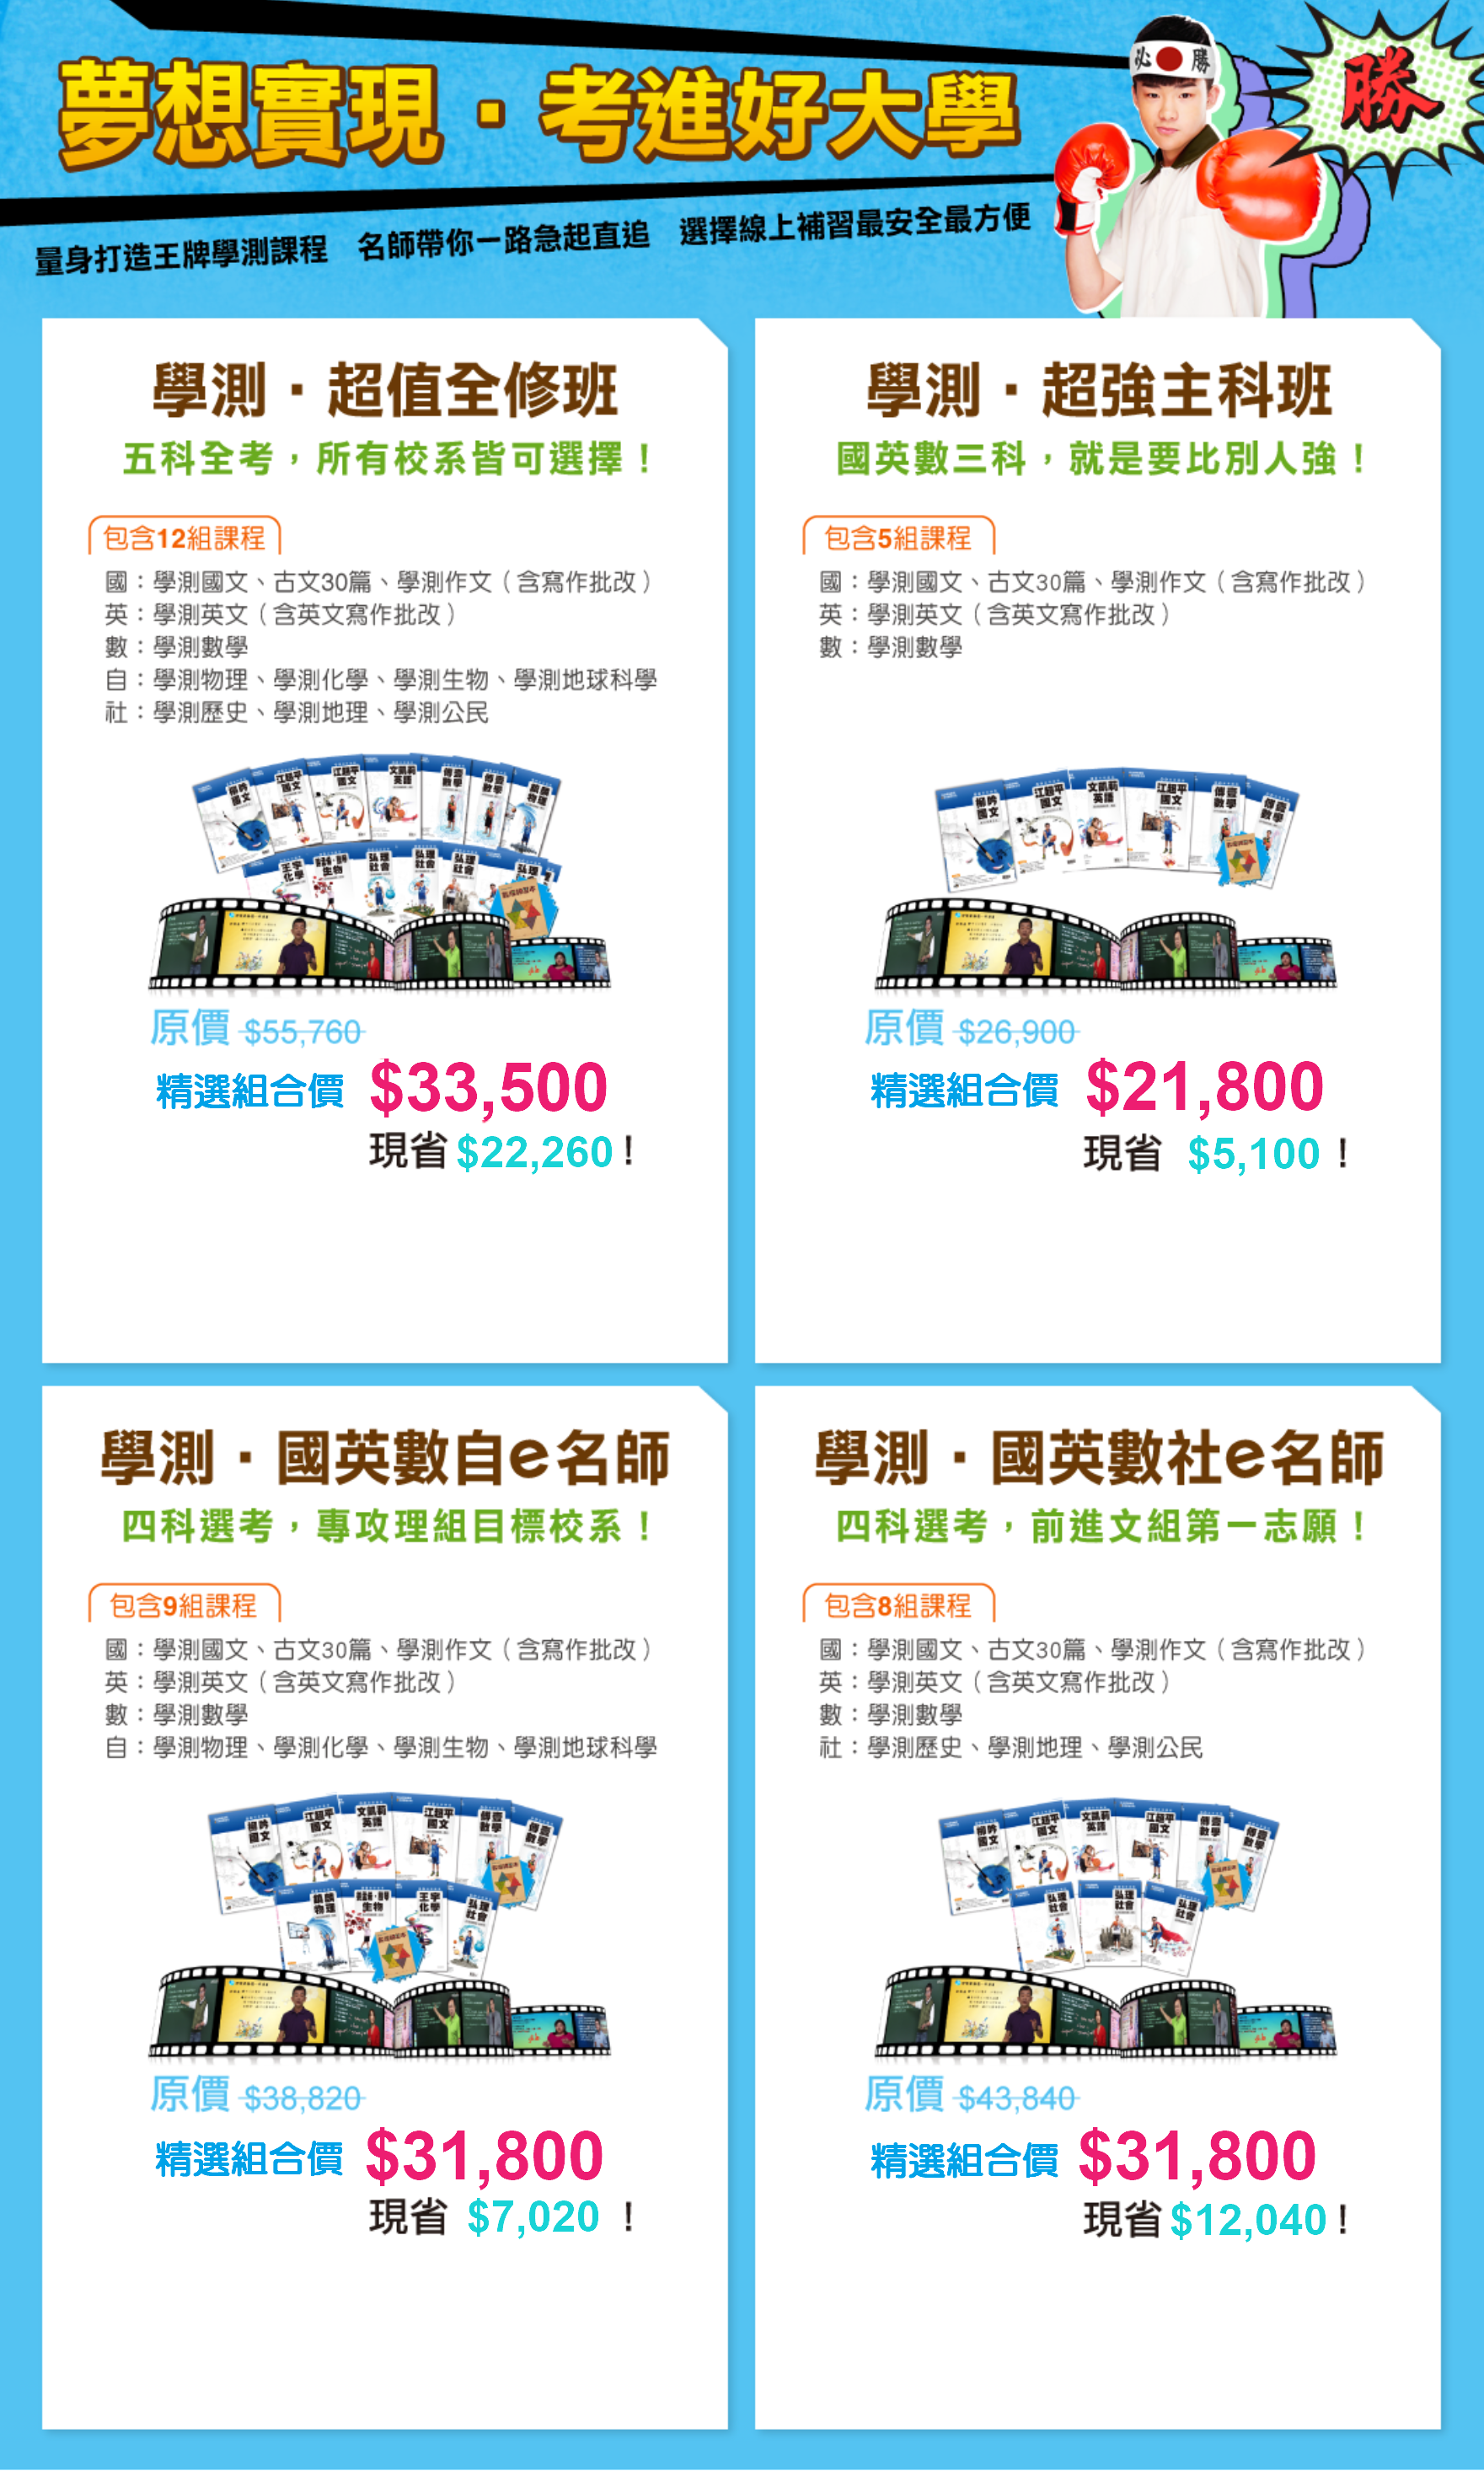 夢想實現·考進好大學
必勝
勝
量身打造王牌學測課程 名師帶你一路急起直追 選擇線上補習最安全最方便
學測·超值全修班
五科全考，所有校系皆可選擇！
包含12組課程
國：學測國文、古文30篇、學測作文（含寫作批改）
英：學測英文（含英文寫作批改）
數：學測數學
自：學測物理、學測化學、學測生物、學測地球科學
社：學測歷史、學測地理、學測公民
原價 $55,760
精選組合價 $33,500
現省 $22,260！
學測·超強主科班
國英數三科，就是要比別人強！
包含5組課程
國：學測國文、古文30篇、學測作文（含寫作批改）
英：學測英文（含英文寫作批改）
數：學測數學
原價 $26,900
精選組合價 $21,800
現省 $5,100！
學測·國英數自e名師
四科選考，專攻理組目標校系！
包含9組課程
國：學測國文、古文30篇、學測作文（含寫作批改）
英：學測英文（含英文寫作批改）
數：學測數學
自：學測物理、學測化學、學測生物、學測地球科學
原價 $38,820
精選組合價 $31,800
現省 $7,020！
學測·國英數社e名師
四科選考，前進文組第一志願！
包含8組課程
國：學測國文、古文30篇、學測作文（含寫作批改）
英：學測英文（含英文寫作批改）
數：學測數學
社：學測歷史、學測地理、學測公民
原價 $43,840
精選組合價 $31,800
現省 $12,040！